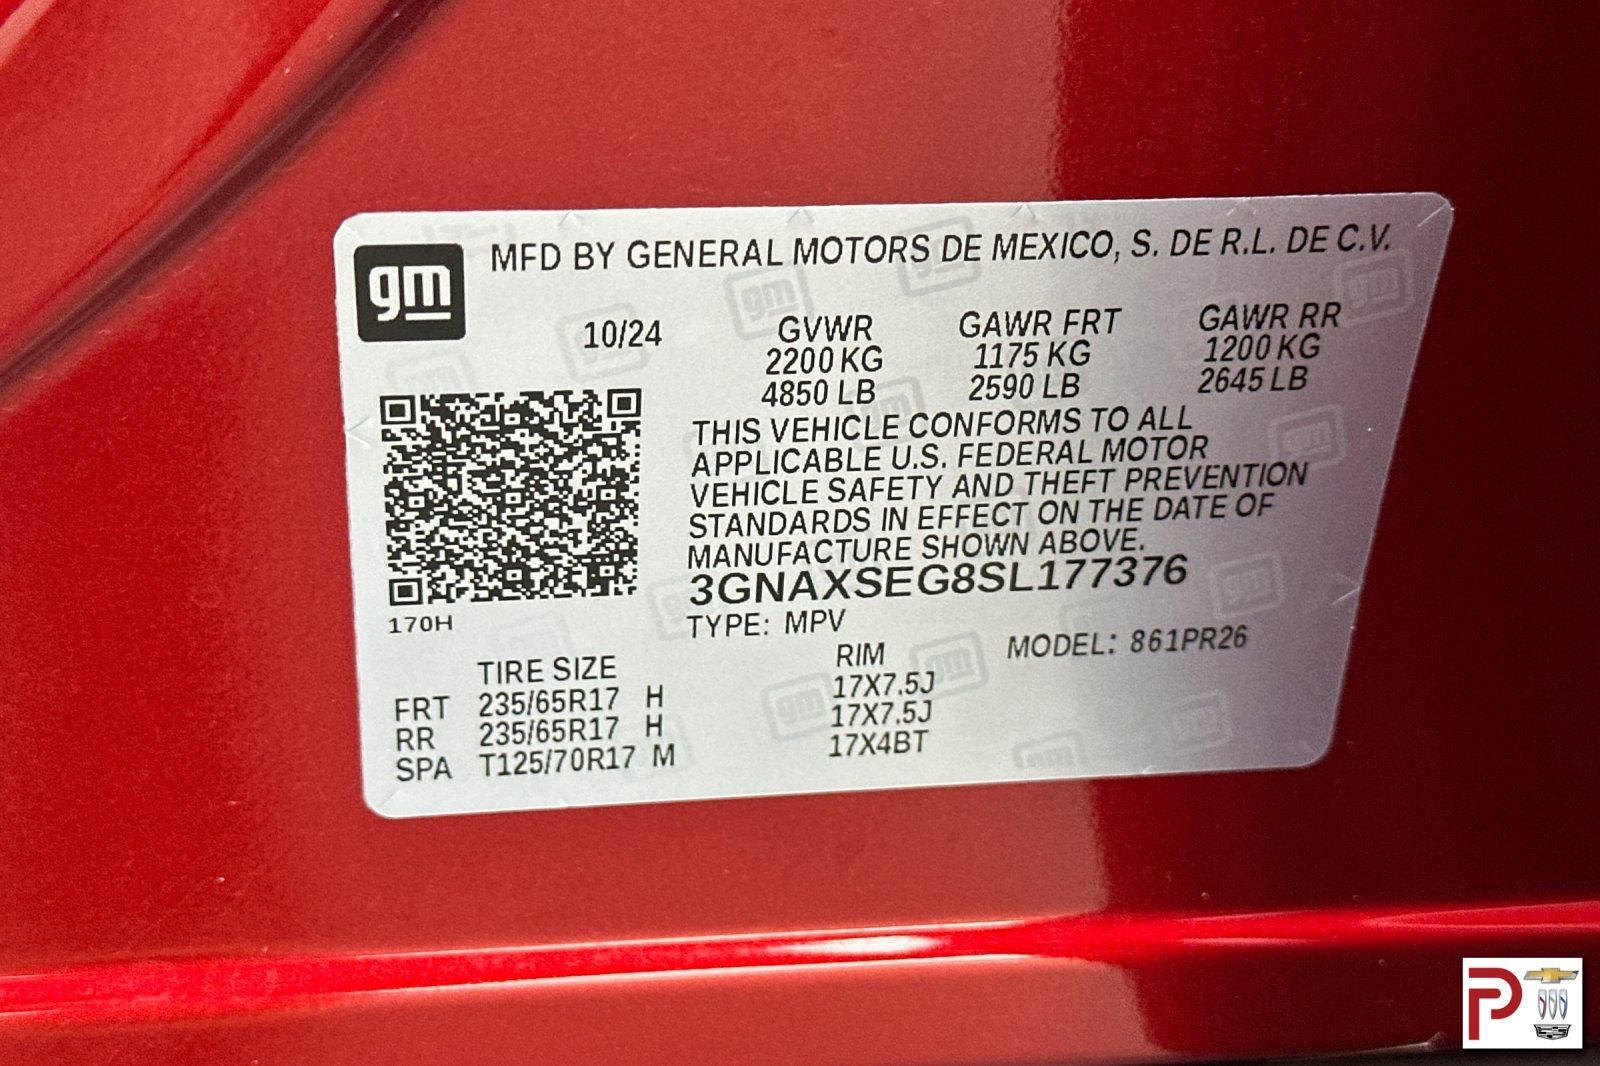 gm MFD BY GENERAL MOTORS DE MEXICO, S. DE R.L. DE C.V.
10/24 GVWR GAWR FRT GAWR RR
2200 KG 1175 KG 1200 KG
4850 LB 2590 LB 2645 LB
THIS VEHICLE CONFORMS TO ALL
APPLICABLE U.S. FEDERAL MOTOR
VEHICLE SAFETY AND THEFT PREVENTION
STANDARDS IN EFFECT ON THE DATE OF
MANUFACTURE SHOWN ABOVE.
3GNAXSEG8SL177376
170H
TYPE: MPV MODEL: 861PR26
TIRE SIZE RIM
FRT 235/65R17 H 17X7.5J
RR 235/65R17 H 17X7.5J
SPA T125/70R17 M 17X4BT
P